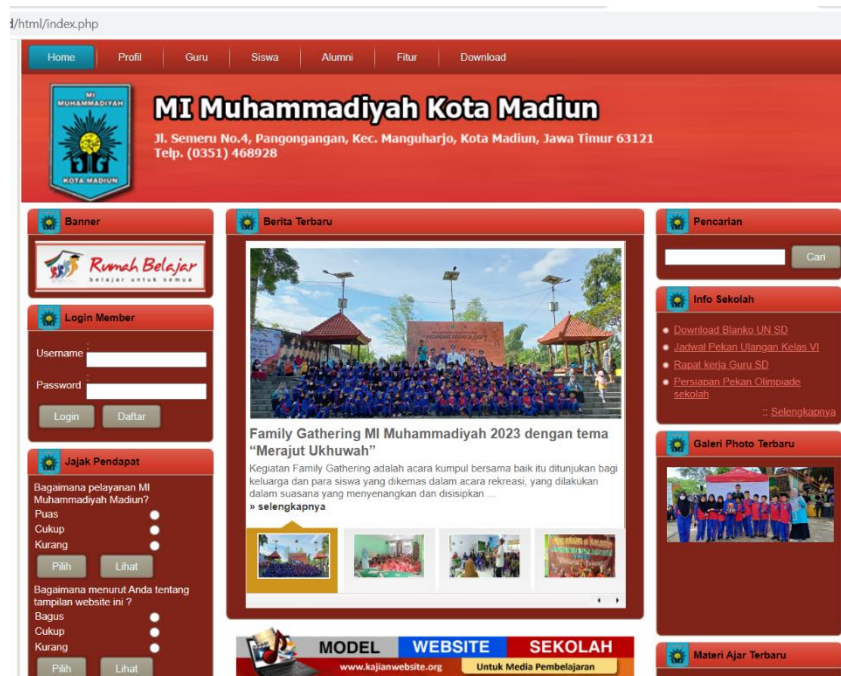 /html/index.php
Home Profil Guru Siswa Alumni Fitur Download
MI
MUHAMMADIYAH
KOTA MADIUN
MI Muhammadiyah Kota Madiun
Jl. Semeru No.4, Pangongangan, Kec. Manguharjo, Kota Madiun, Jawa Timur 63121
Telp. (0351) 468928
Banner
Rumah Belajar
belajar untuk semua
Login Member
Username :
Password :
Login Daftar
Jajak Pendapat
Bagaimana pelayanan MI
Muhammadiyah Madiun?
Puas
Cukup
Kurang
Pilih Lihat
Bagaimana menurut Anda tentang
tampilan website ini ?
Bagus
Cukup
Kurang
Pilih Lihat
Berita Terbaru
Family Gathering MI Muhammadiyah 2023 dengan tema
“Merajut Ukhuwah”
Kegiatan Family Gathering adalah acara kumpul bersama baik itu ditunjukan bagi
keluarga dan para siswa yang dikemas dalam acara rekreasi, yang dilakukan
dalam suasana yang menyenangkan dan disisipkan ...
» selengkapnya
MODEL WEBSITE SEKOLAH
www.kajianwebsite.org Untuk Media Pembelajaran
Pencarian
Cari
Info Sekolah
Download Blanko UN SD
Jadwal Pekan Ulangan Kelas VI
Rapat kerja Guru SD
Persiapan Pekan Olimpiade
sekolah
:: Selengkapnya
Galeri Photo Terbaru
Materi Ajar Terbaru